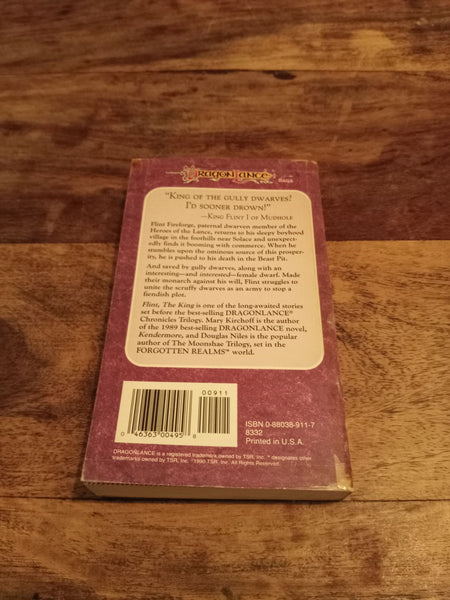 DRAGONLANCE
SAGA
"KING OF THE GULLY DWARVES?
I'D SOONER DROWN!"
—KING FLINT I OF MUDHOLE
Flint Fireforge, paternal dwarven member of the
Heroes of the Lance, returns to his sleepy boyhood
village in the foothills near Solace and unexpect-
edly finds it booming with commerce. When he
stumbles upon the ominous source of this prosper-
ity, he is pushed to his death in the Beast Pit.
And saved by gully dwarves, along with an
interesting—and interested—female dwarf. Made
their monarch against his will, Flint struggles to
unite the scruffy dwarves as an army to stop a
fiendish plot.
Flint, The King is one of the long-awaited stories
set before the best-selling DRAGONLANCE®
Chronicles Trilogy. Mary Kirchoff is the author
of the 1989 best-selling DRAGONLANCE novel,
Kendermore, and Douglas Niles is the popular
author of The Moonshae Trilogy, set in the
FORGOTTEN REALMS™ world.
00911
0 46363 00495 8
ISBN 0-88038-911-7
8332
Printed in U.S.A.
DRAGONLANCE is a registered trademark owned by TSR, Inc. ™ designates other
trademarks owned by TSR, Inc. ©1990 TSR, Inc. All Rights Reserved.